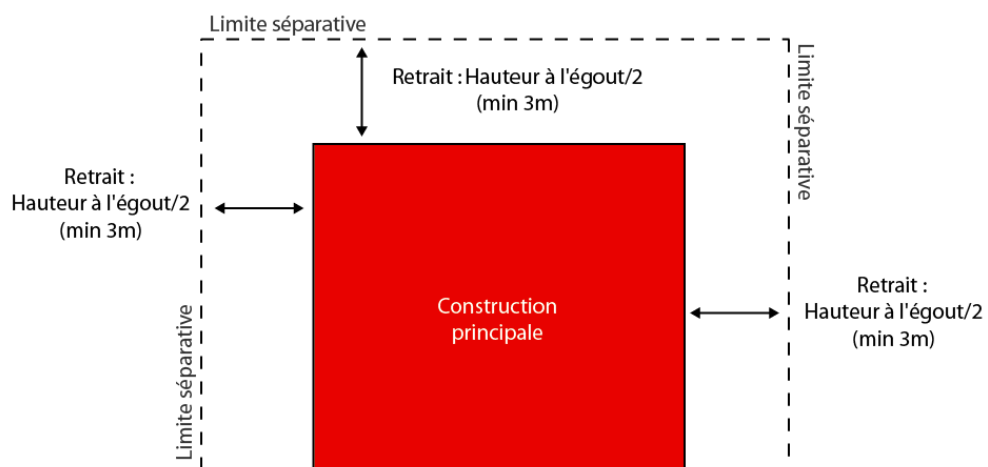 Limite séparative
Retrait : Hauteur à l'égout/2
(min 3m)
Limite séparative
Retrait :
Hauteur à l'égout/2
(min 3m)
Construction
principale
Retrait :
Hauteur à l'égout/2
(min 3m)
Limite séparative